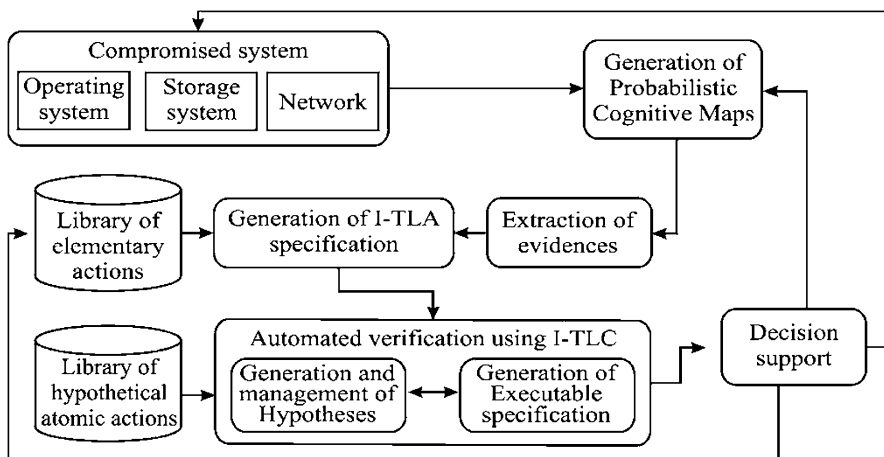 Compromised system
Operating
system
Storage
system
Network
Generation of
Probabilistic
Cognitive Maps
Library of
elementary
actions
Generation of I-TLA
specification
Extraction of
evidences
Automated verification using I-TLC
Generation and
management of
Hypotheses
Generation of
Executable
specification
Library of
hypothetical
atomic actions
Decision
support